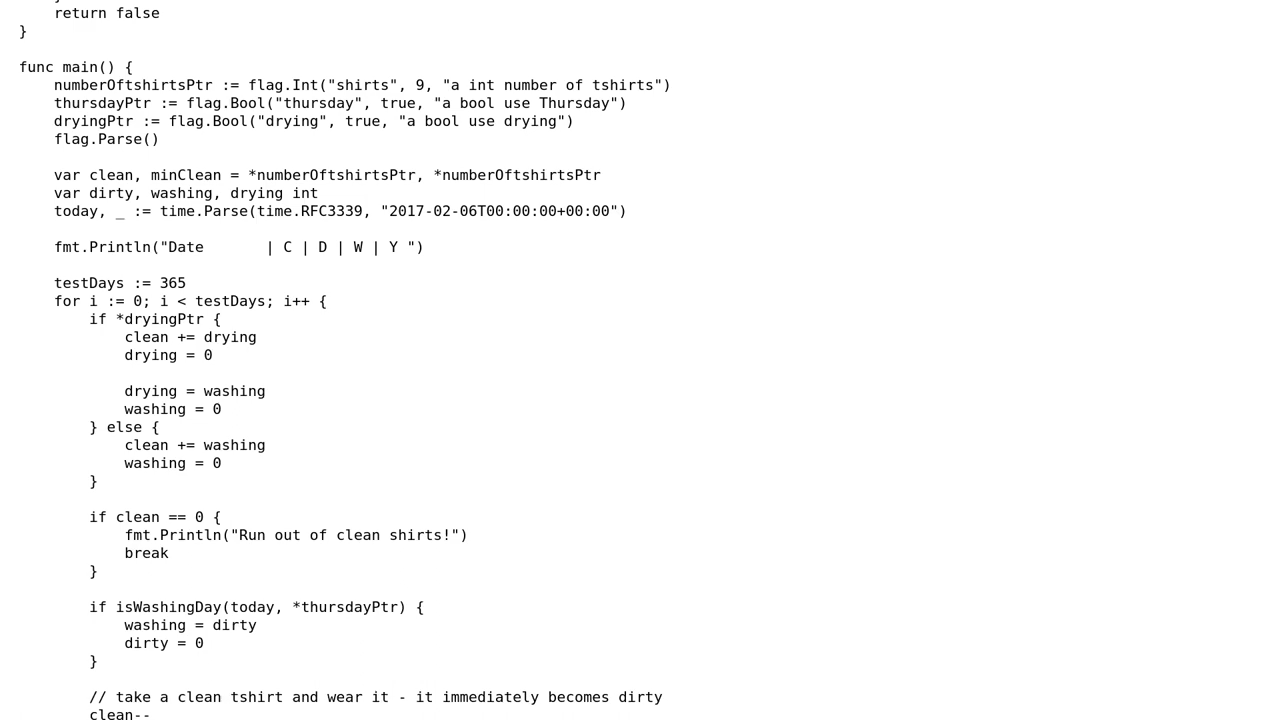 return false
}

func main() {
    numberOftshirtsPtr := flag.Int("shirts", 9, "a int number of tshirts")
    thursdayPtr := flag.Bool("thursday", true, "a bool use Thursday")
    dryingPtr := flag.Bool("drying", true, "a bool use drying")
    flag.Parse()

    var clean, minClean = *numberOftshirtsPtr, *numberOftshirtsPtr
    var dirty, washing, drying int
    today, _ := time.Parse(time.RFC3339, "2017-02-06T00:00:00+00:00")

    fmt.Println("Date       | C | D | W | Y ")

    testDays := 365
    for i := 0; i < testDays; i++ {
        if *dryingPtr {
            clean += drying
            drying = 0

            drying = washing
            washing = 0
        } else {
            clean += washing
            washing = 0
        }

        if clean == 0 {
            fmt.Println("Run out of clean shirts!")
            break
        }

        if isWashingDay(today, *thursdayPtr) {
            washing = dirty
            dirty = 0
        }

        // take a clean tshirt and wear it - it immediately becomes dirty
        clean--